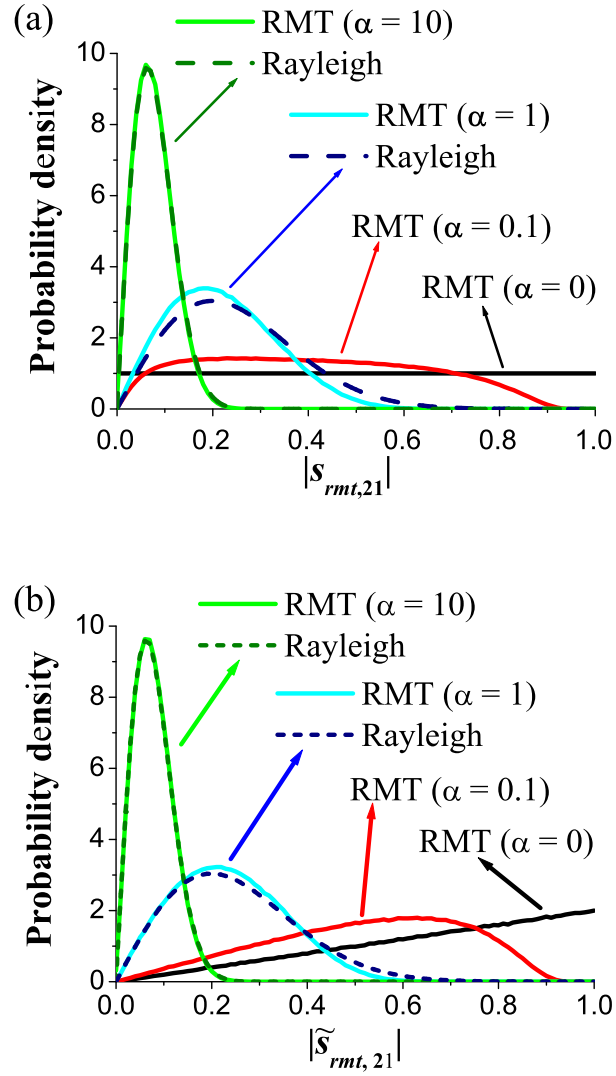 (a)
RMT (α = 10)
Rayleigh
RMT (α = 1)
Rayleigh
RMT (α = 0.1)
RMT (α = 0)
Probability density
10
8
6
4
2
0
0.0 0.2 0.4 0.6 0.8 1.0
|s_rmt,21|
(b)
RMT (α = 10)
Rayleigh
RMT (α = 1)
Rayleigh
RMT (α = 0.1)
RMT (α = 0)
Probability density
10
8
6
4
2
0
0.0 0.2 0.4 0.6 0.8 1.0
|s̃_rmt, 21|